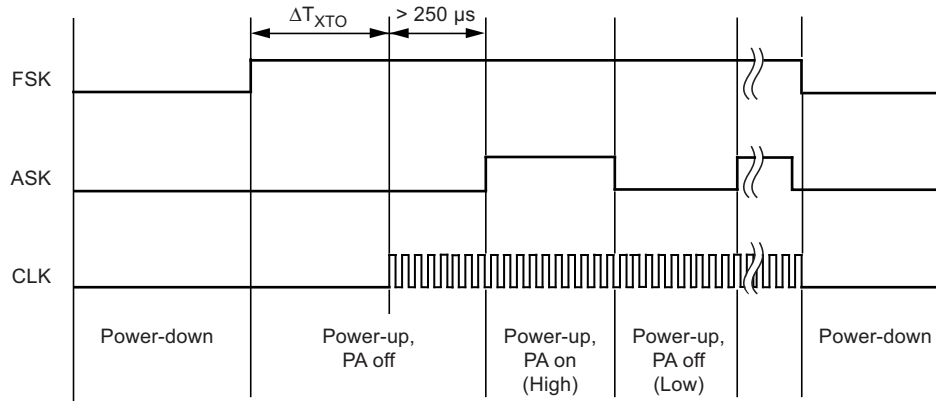 ΔT_XTO
> 250 μs
FSK
ASK
CLK
Power-down
Power-up,
PA off
Power-up,
PA on
(High)
Power-up,
PA off
(Low)
Power-down